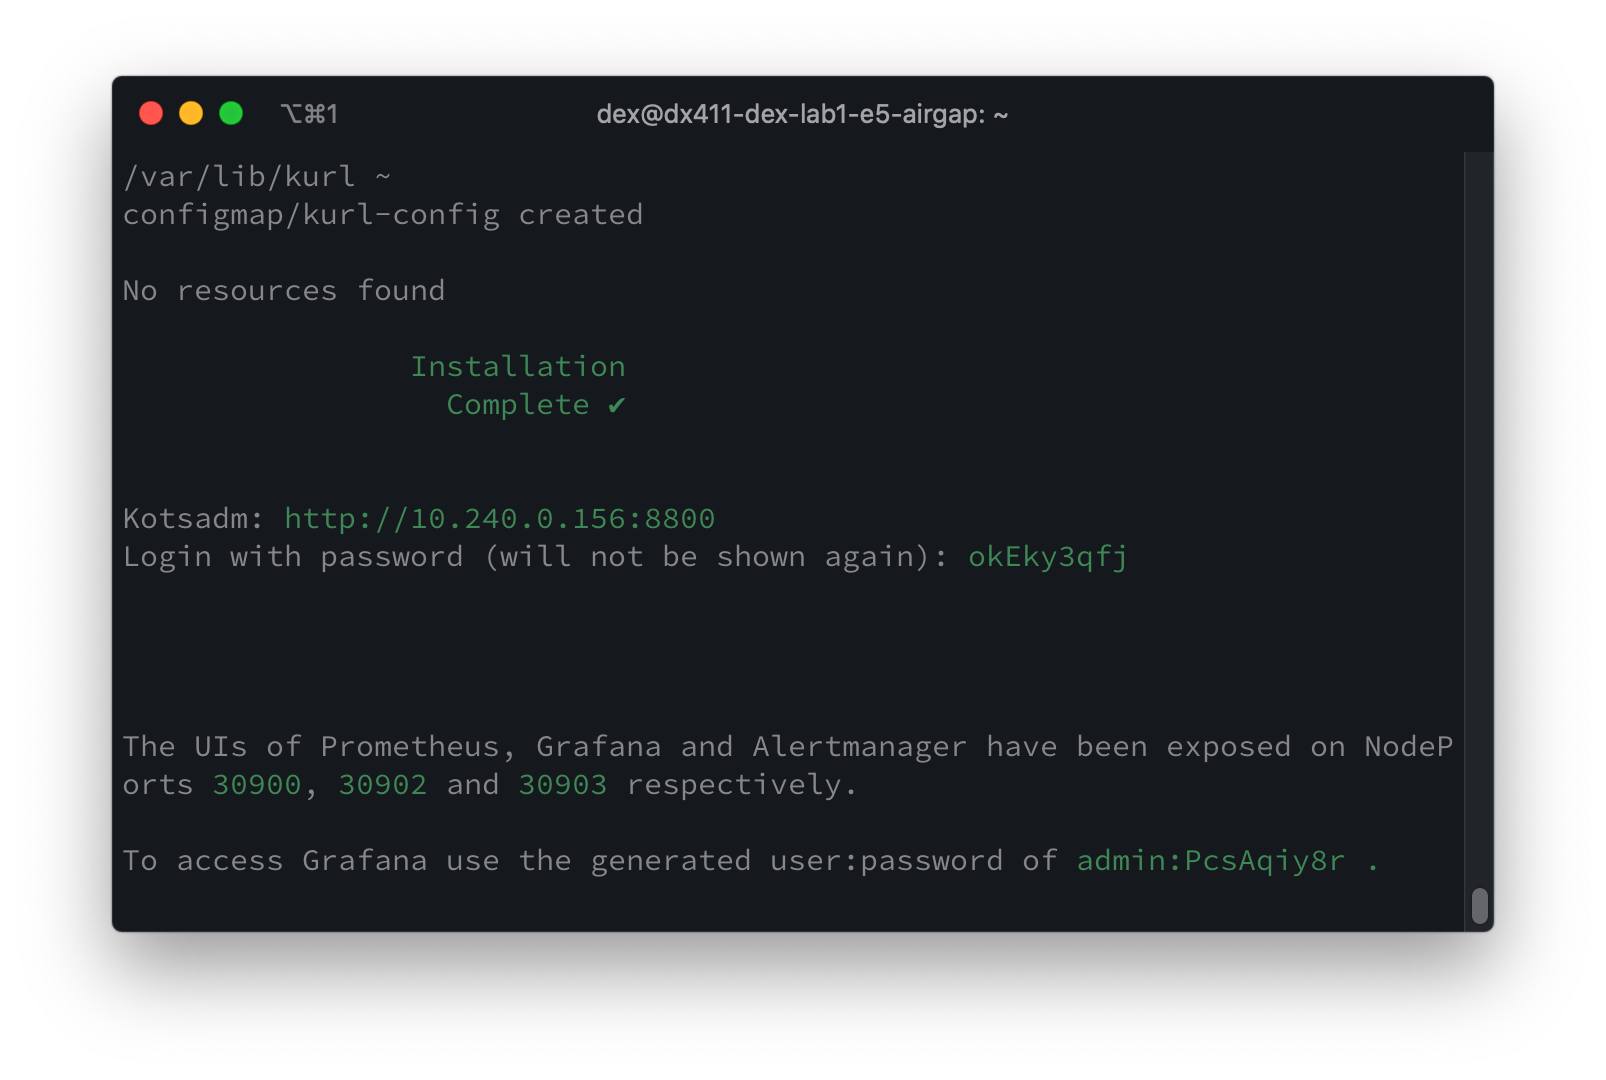 ⌥⌘1
dex@dx411-dex-lab1-e5-airgap: ~
/var/lib/kurl ~
configmap/kurl-config created
No resources found
Installation
Complete ✔
Kotsadm: http://10.240.0.156:8800
Login with password (will not be shown again): okEky3qfj
The UIs of Prometheus, Grafana and Alertmanager have been exposed on NodeP
orts 30900, 30902 and 30903 respectively.
To access Grafana use the generated user:password of admin:PcsAqiy8r .